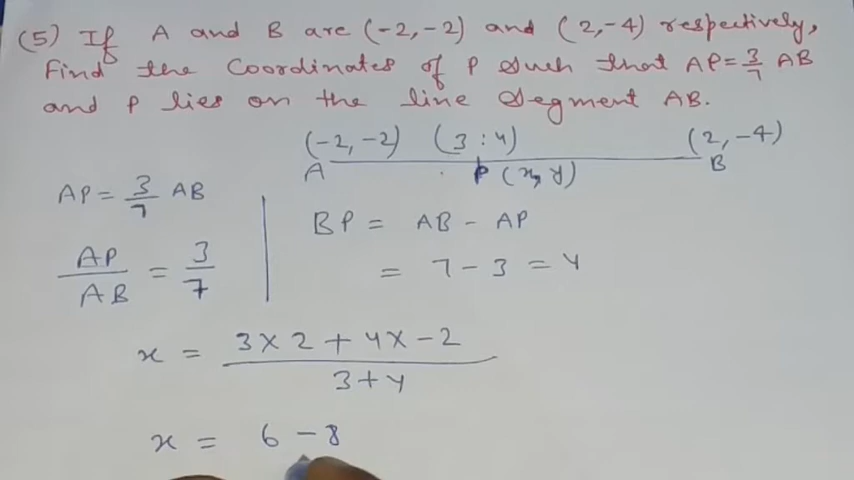 (5) If A and B are (-2,-2) and (2,-4) respectively,
Find the Coordinates of P such that AP = 3/7 AB
and P lies on the line segment AB.
(-2,-2) (3 : 4) (2, -4)
A P (x, y) B
AP = 3/7 AB
AP/AB = 3/7
BP = AB - AP
= 7 - 3 = 4
x = 3 X 2 + 4 X -2 / 3 + 4
x = 6 - 8